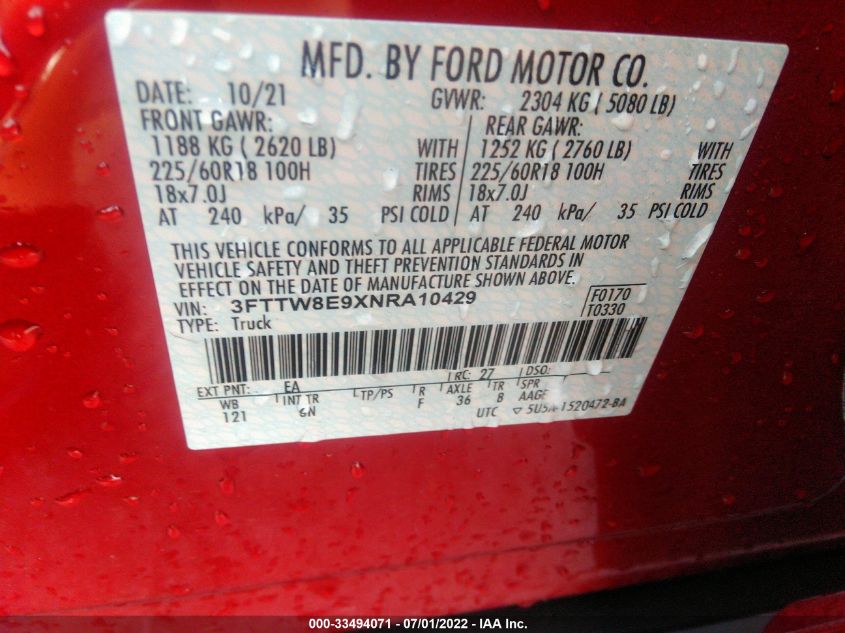 MFD. BY FORD MOTOR CO.
DATE: 10/21 GVWR: 2304 KG ( 5080 LB)
FRONT GAWR: REAR GAWR:
1188 KG ( 2620 LB) WITH 1252 KG ( 2760 LB) WITH
225/60R18 100H TIRES 225/60R18 100H TIRES
18x7.0J RIMS 18x7.0J RIMS
AT 240 kPa/ 35 PSI COLD AT 240 kPa/ 35 PSI COLD
THIS VEHICLE CONFORMS TO ALL APPLICABLE FEDERAL MOTOR
VEHICLE SAFETY AND THEFT PREVENTION STANDARDS IN
EFFECT ON THE DATE OF MANUFACTURE SHOWN ABOVE.
VIN: 3FTTW8E9XNRA10429 F0170
TYPE: Truck T0330
EXT PNT: EA RC: 27 DSO:
WB INT TR TP/PS R AXLE TR SPR
121 GN F 36 8 AAGF
UTC ▽ 5U5A-1520472-BA
000-33494071 - 07/01/2022 - IAA Inc.